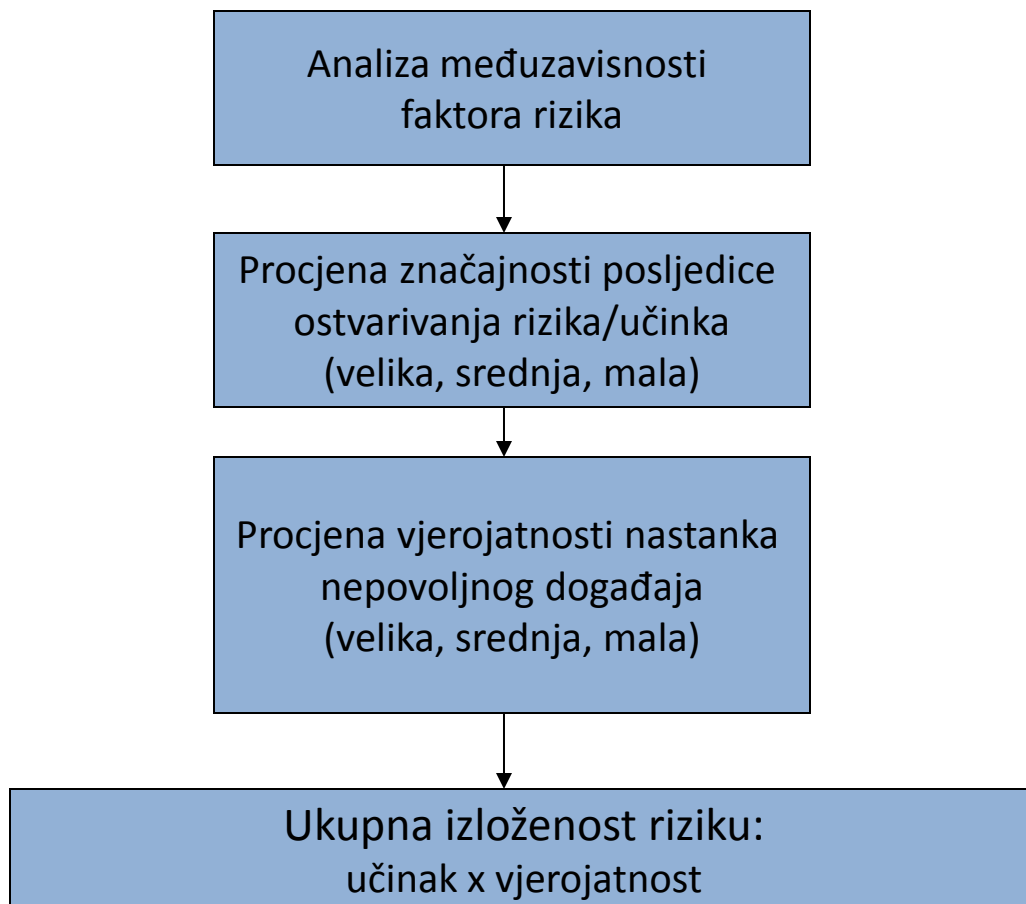 Analiza međuzavisnosti
faktora rizika
Procjena značajnosti posljedice
ostvarivanja rizika/učinka
(velika, srednja, mala)
Procjena vjerojatnosti nastanka
nepovoljnog događaja
(velika, srednja, mala)
Ukupna izloženost riziku:
učinak x vjerojatnost